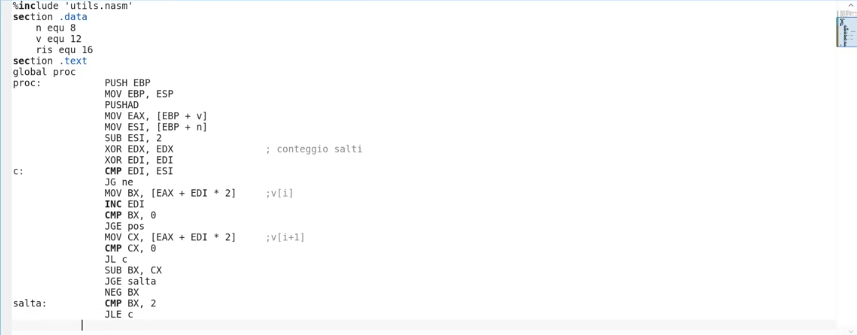 %include 'utils.nasm'
section .data
    n equ 8
    v equ 12
    ris equ 16
section .text
global proc
proc:           PUSH EBP
                MOV EBP, ESP
                PUSHAD
                MOV EAX, [EBP + v]
                MOV ESI, [EBP + n]
                SUB ESI, 2
                XOR EDX, EDX                ; conteggio salti
                XOR EDI, EDI
c:              CMP EDI, ESI
                JG ne
                MOV BX, [EAX + EDI * 2]     ;v[i]
                INC EDI
                CMP BX, 0
                JGE pos
                MOV CX, [EAX + EDI * 2]     ;v[i+1]
                CMP CX, 0
                JL c
                SUB BX, CX
                JGE salta
                NEG BX
salta:          CMP BX, 2
                JLE c